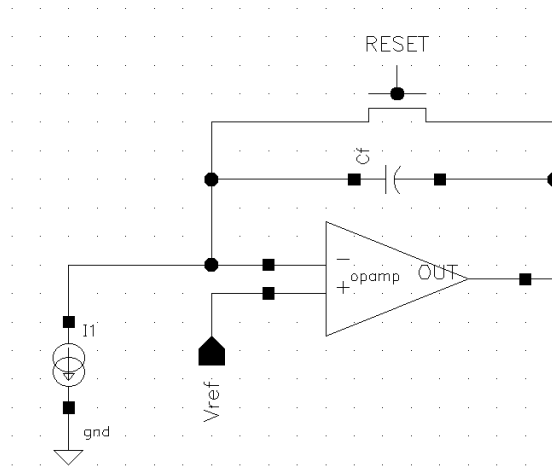 RESET
Cf
−
opamp
OUT
+
I1
Vref
gnd